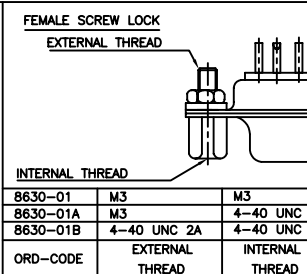 FEMALE SCREW LOCK
EXTERNAL THREAD
INTERNAL THREAD
8630-01 M3 M3
8630-01A M3 4-40 UNC
8630-01B 4-40 UNC 2A 4-40 UNC
ORD-CODE EXTERNAL THREAD INTERNAL THREAD